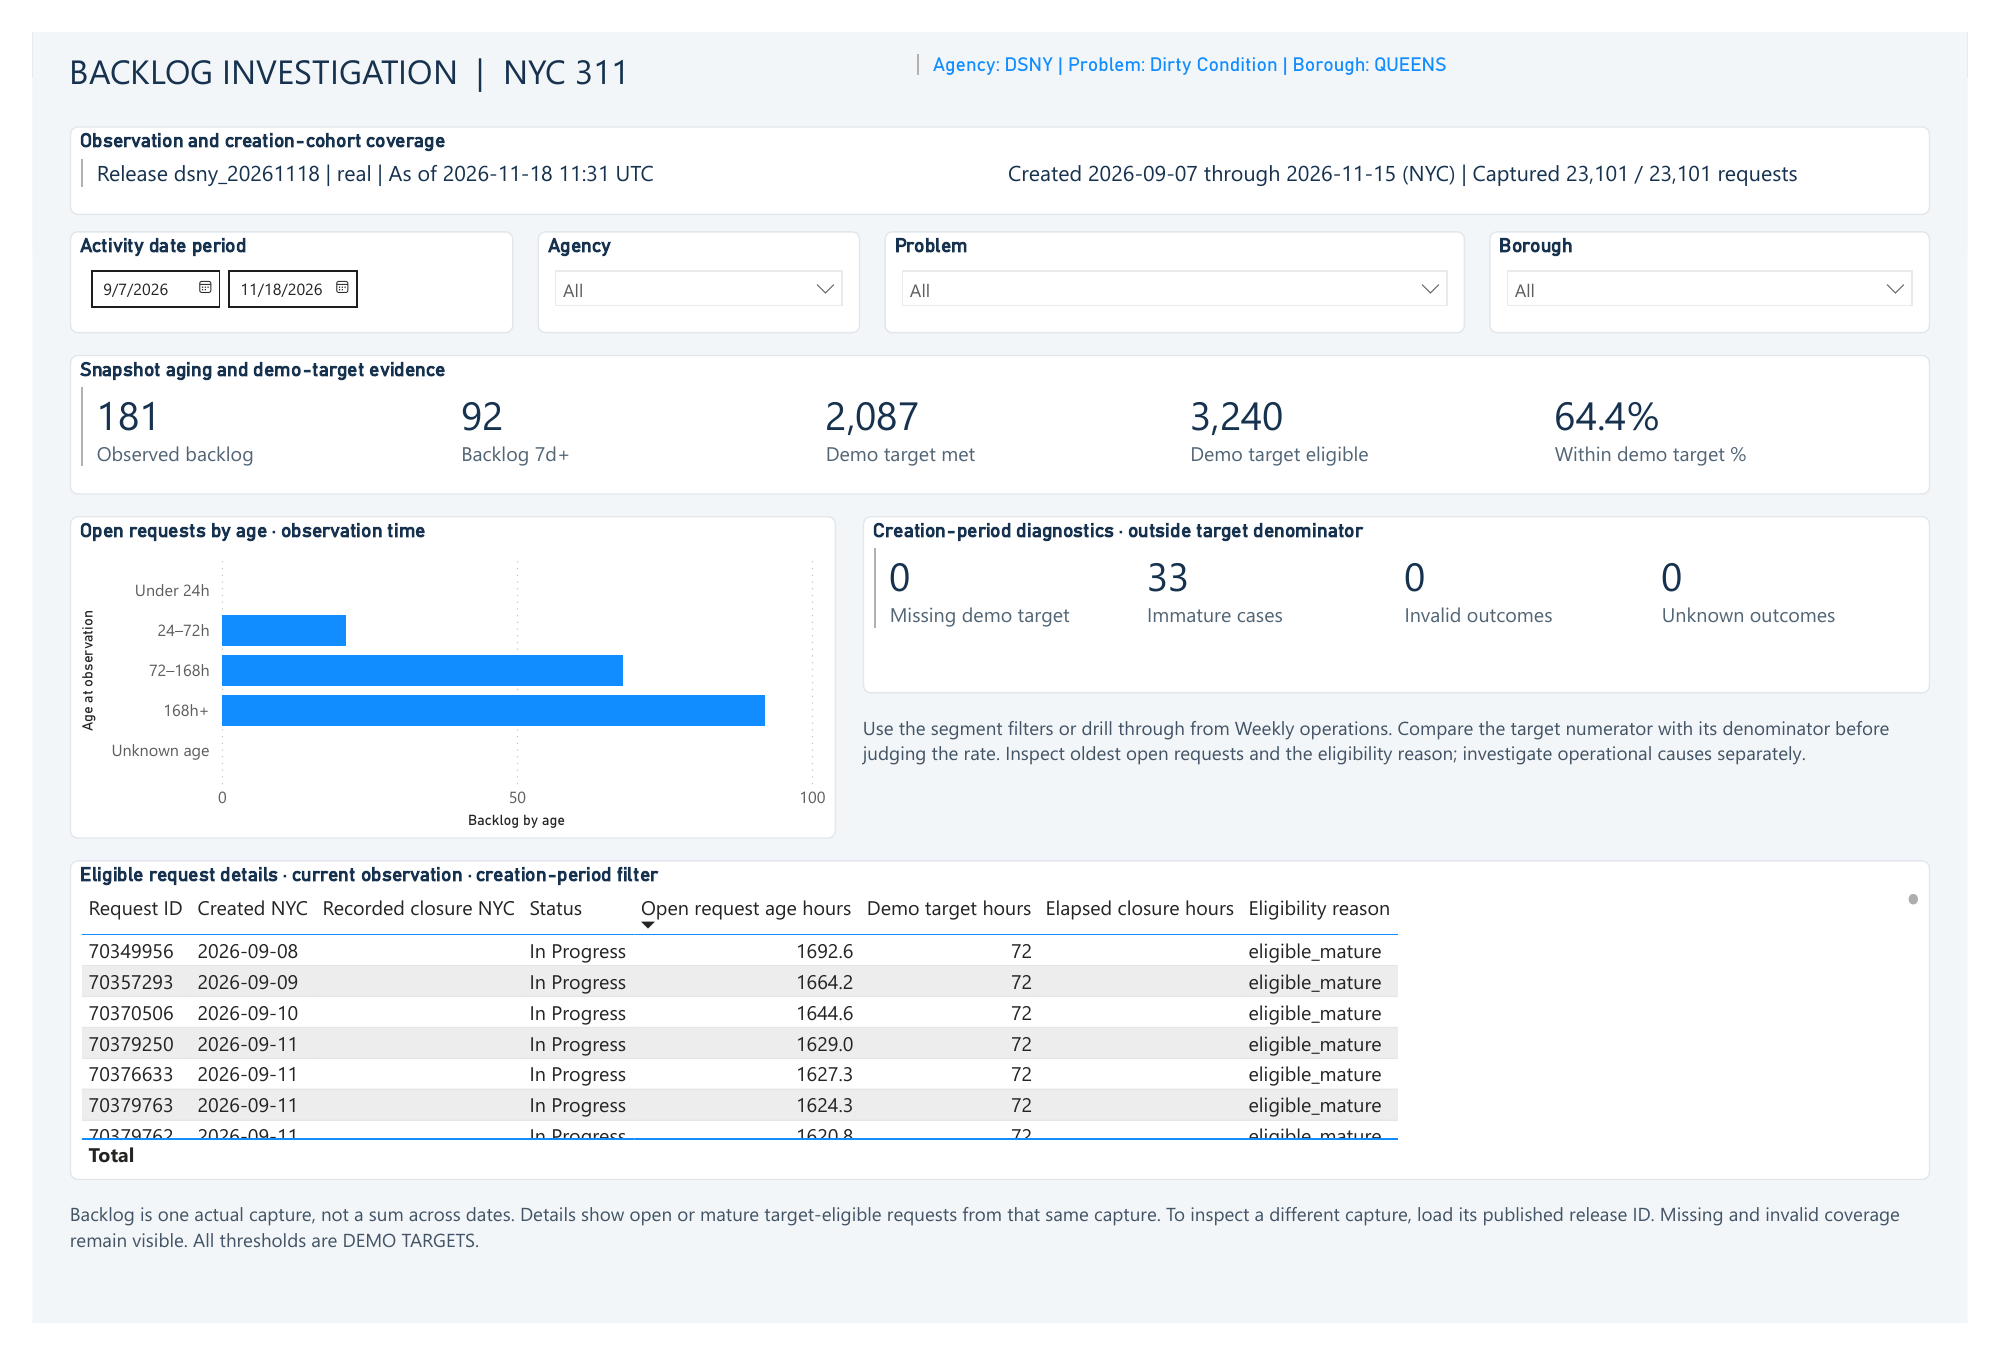 BACKLOG INVESTIGATION | NYC 311
Agency: DSNY | Problem: Dirty Condition | Borough: QUEENS
Observation and creation-cohort coverage
Release dsny_20261118 | real | As of 2026-11-18 11:31 UTC
Created 2026-09-07 through 2026-11-15 (NYC) | Captured 23,101 / 23,101 requests
Activity date period
9/7/2026 11/18/2026
Agency
All
Problem
All
Borough
All
Snapshot aging and demo-target evidence
181 92 2,087 3,240 64.4%
Observed backlog Backlog 7d+ Demo target met Demo target eligible Within demo target %
Open requests by age · observation time
Age at observation
Under 24h
24–72h
72–168h
168h+
Unknown age
0 50 100
Backlog by age
Creation-period diagnostics · outside target denominator
0 33 0 0
Missing demo target Immature cases Invalid outcomes Unknown outcomes
Use the segment filters or drill through from Weekly operations. Compare the target numerator with its denominator before
judging the rate. Inspect oldest open requests and the eligibility reason; investigate operational causes separately.
Eligible request details · current observation · creation-period filter
Request ID Created NYC Recorded closure NYC Status Open request age hours Demo target hours Elapsed closure hours Eligibility reason
70349956 2026-09-08 In Progress 1692.6 72 eligible_mature
70357293 2026-09-09 In Progress 1664.2 72 eligible_mature
70370506 2026-09-10 In Progress 1644.6 72 eligible_mature
70379250 2026-09-11 In Progress 1629.0 72 eligible_mature
70376633 2026-09-11 In Progress 1627.3 72 eligible_mature
70379763 2026-09-11 In Progress 1624.3 72 eligible_mature
70379762 2026-09-11 In Progress 1620.8 72 eligible_mature
Total
Backlog is one actual capture, not a sum across dates. Details show open or mature target-eligible requests from that same capture. To inspect a different capture, load its published release ID. Missing and invalid coverage
remain visible. All thresholds are DEMO TARGETS.